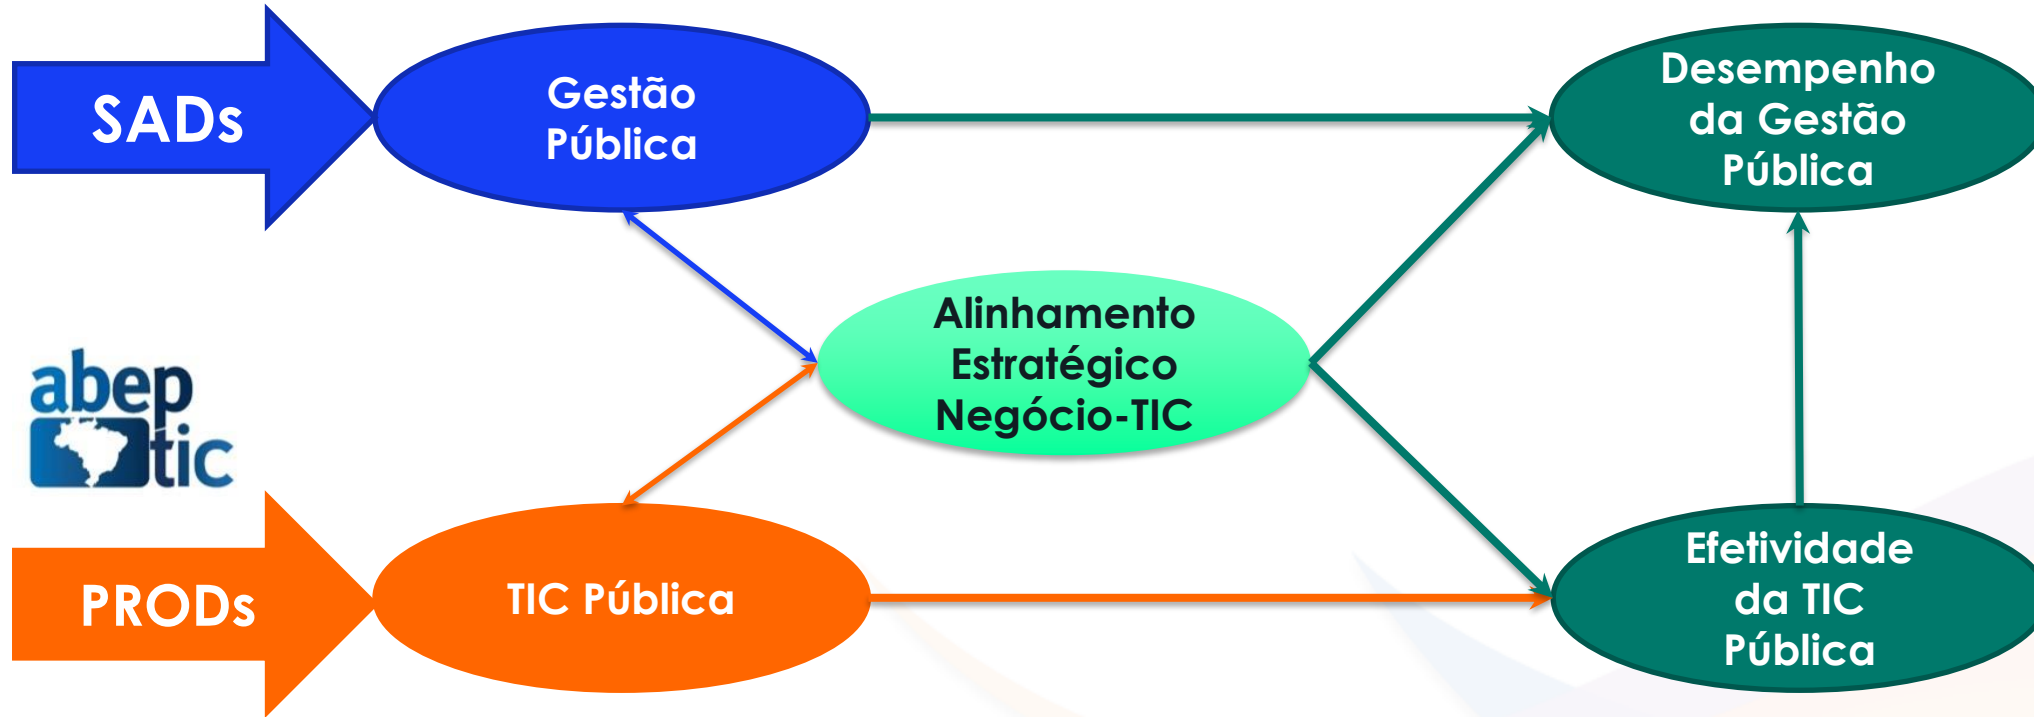 SADs
Gestão
Pública
Desempenho
da Gestão
Pública
Alinhamento
Estratégico
Negócio-TIC
abep
tic
PRODs
TIC Pública
Efetividade
da TIC
Pública